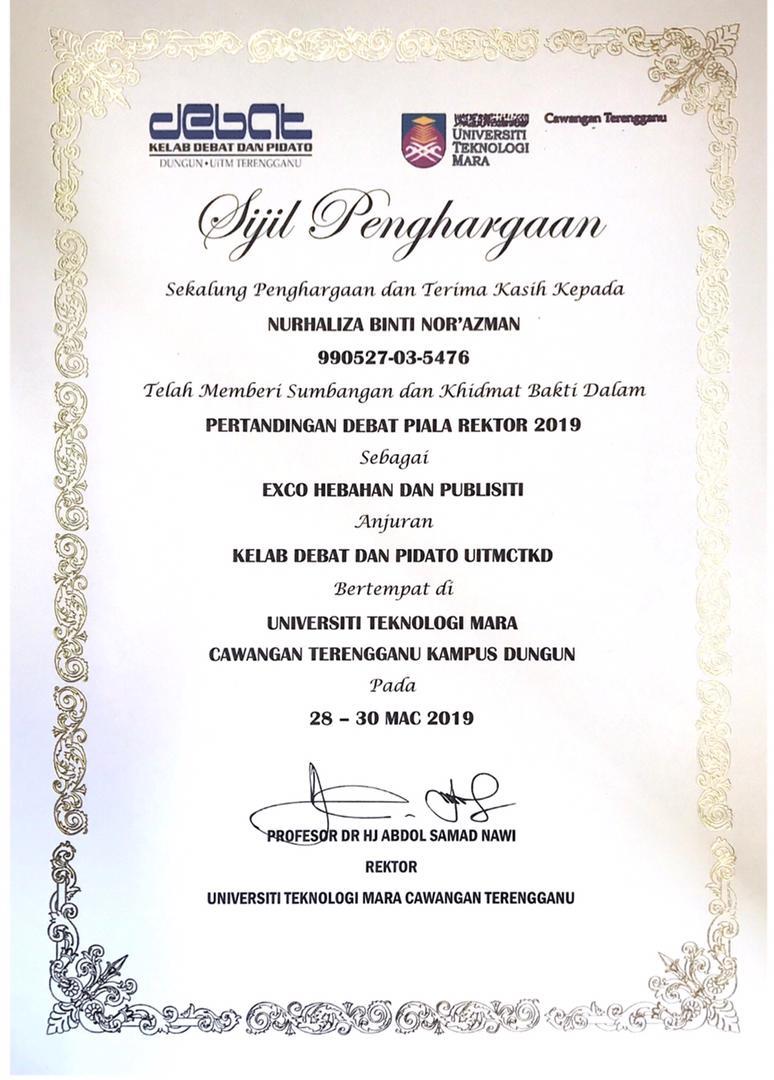 debat
KELAB DEBAT DAN PIDATO
DUNGUN • UiTM TERENGGANU
UNIVERSITI
TEKNOLOGI
MARA
Cawangan Terengganu
Sijil Penghargaan
Sekalung Penghargaan dan Terima Kasih Kepada
NURHALIZA BINTI NOR'AZMAN
990527-03-5476
Telah Memberi Sumbangan dan Khidmat Bakti Dalam
PERTANDINGAN DEBAT PIALA REKTOR 2019
Sebagai
EXCO HEBAHAN DAN PUBLISITI
Anjuran
KELAB DEBAT DAN PIDATO UITMCTKD
Bertempat di
UNIVERSITI TEKNOLOGI MARA
CAWANGAN TERENGGANU KAMPUS DUNGUN
Pada
28 – 30 MAC 2019
PROFESOR DR HJ ABDOL SAMAD NAWI
REKTOR
UNIVERSITI TEKNOLOGI MARA CAWANGAN TERENGGANU